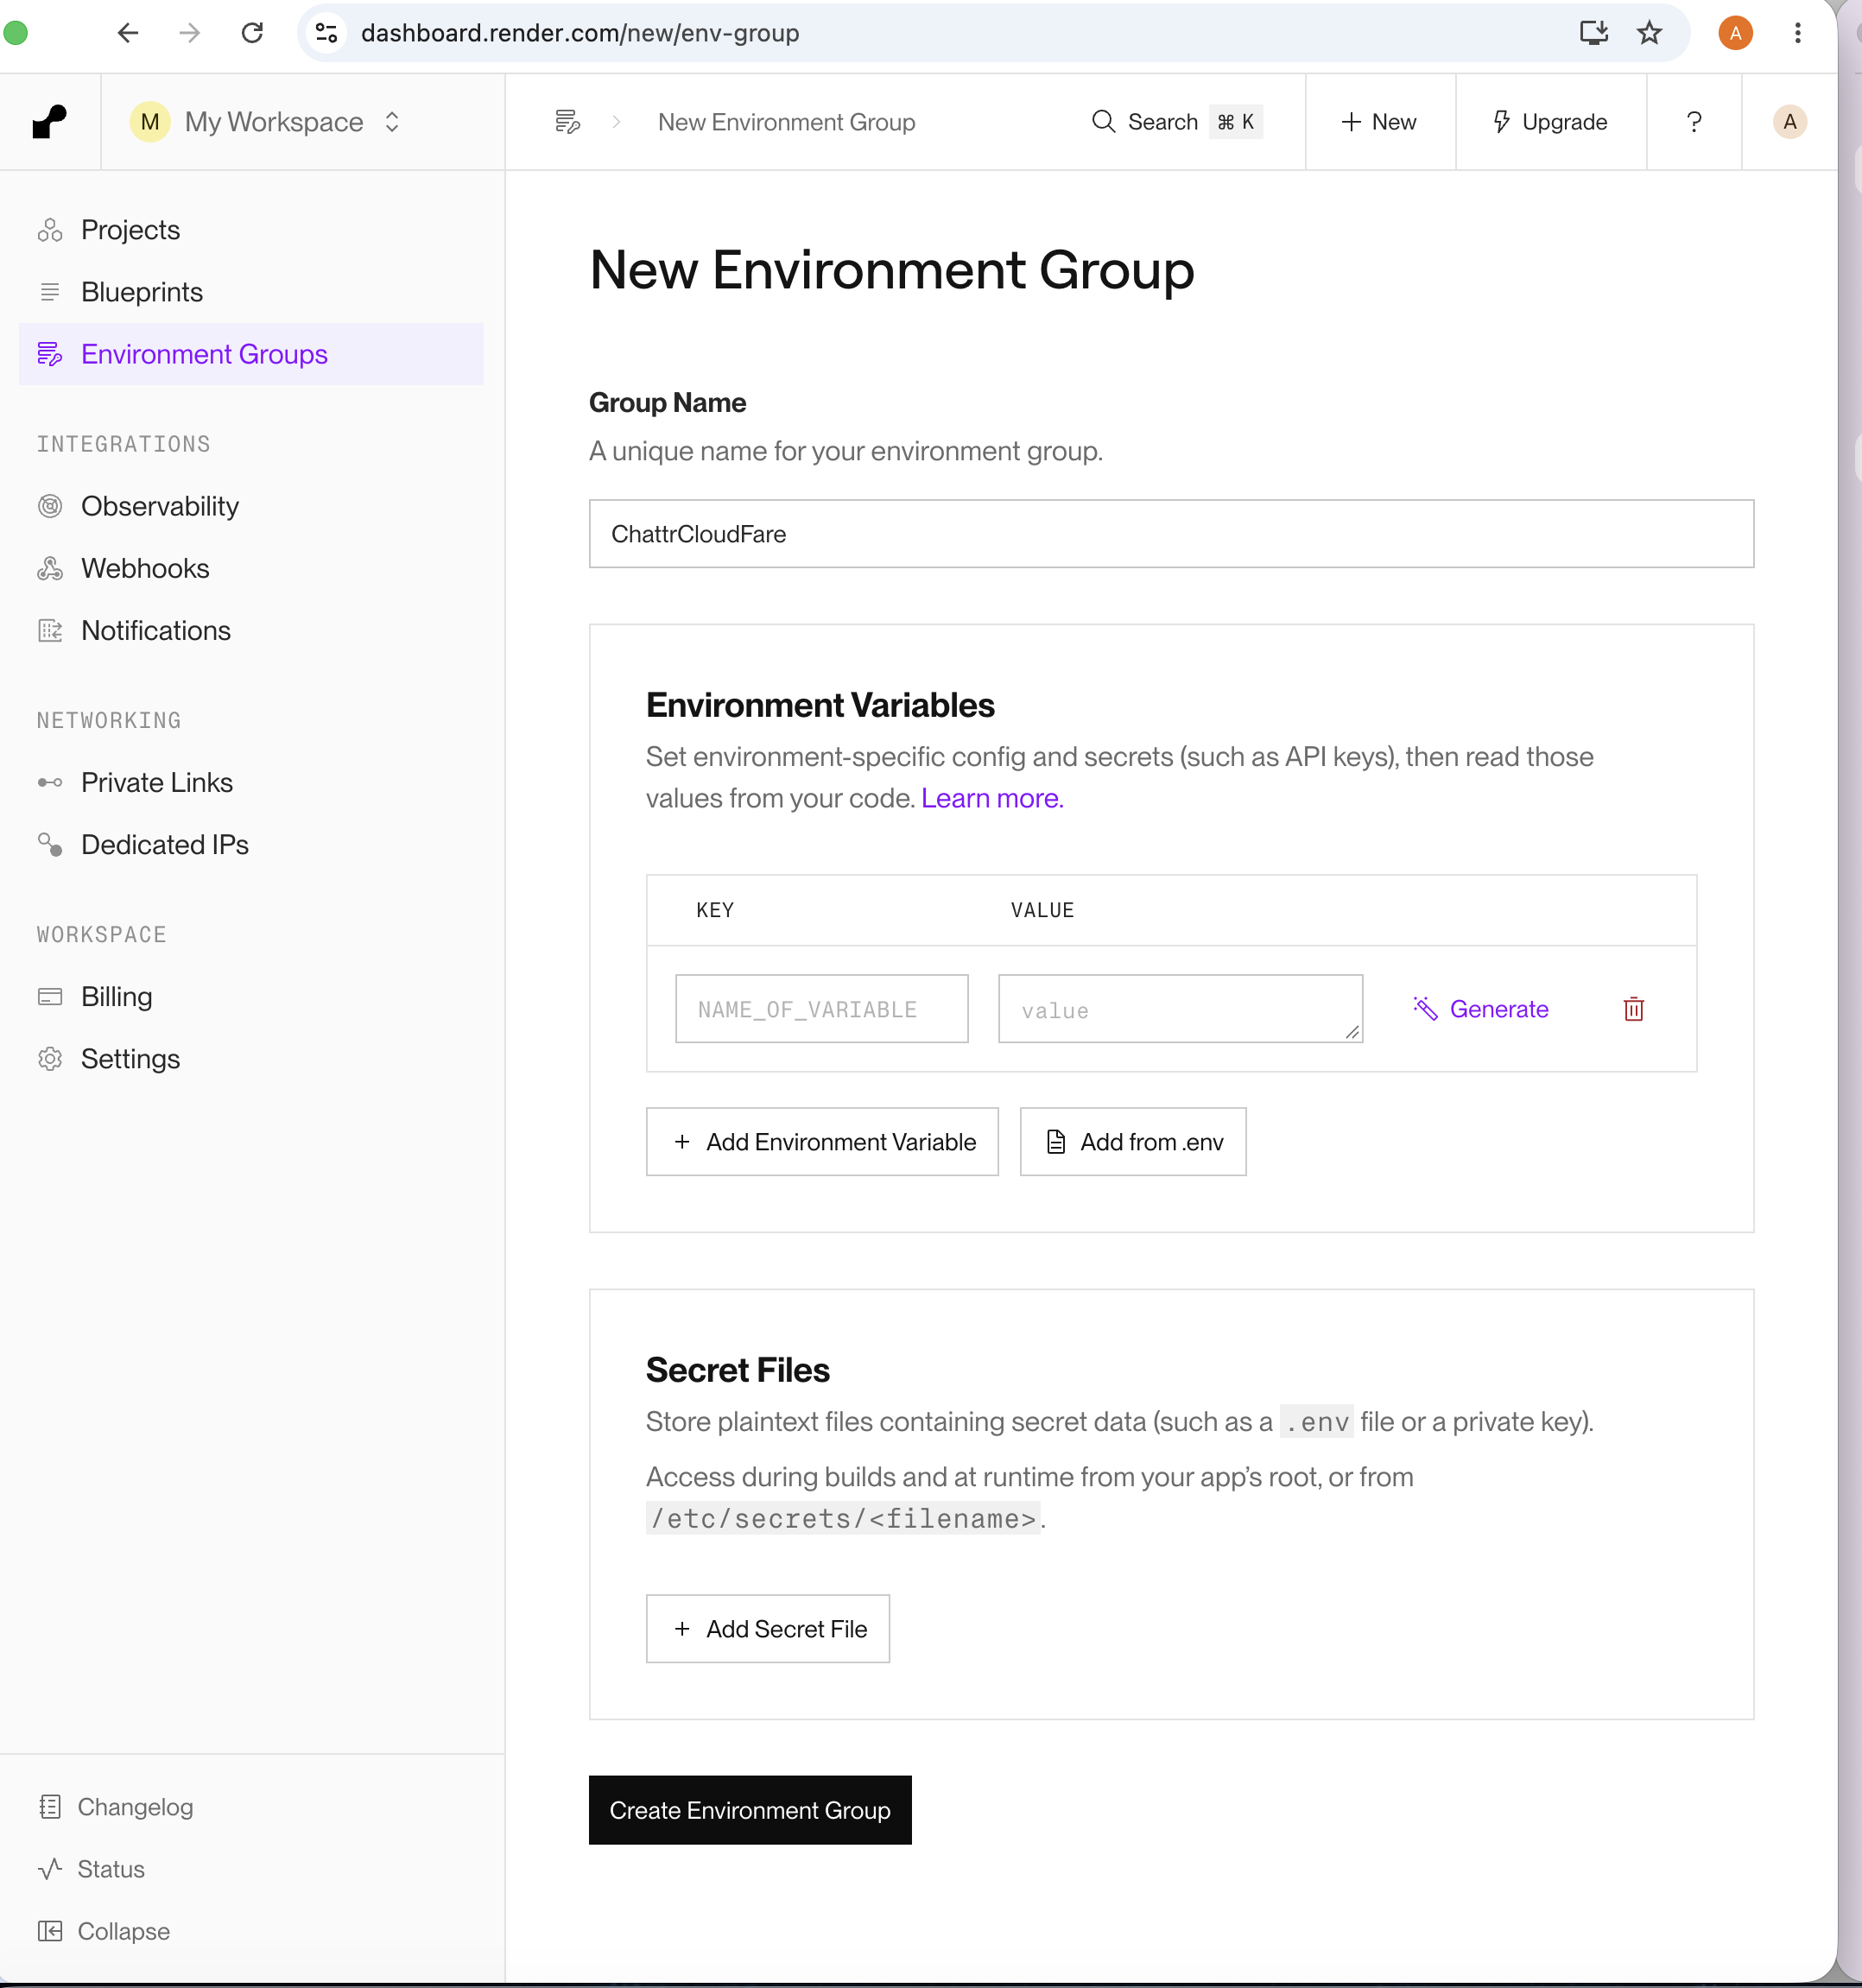 dashboard.render.com/new/env-group
A
M My Workspace
New Environment Group
Search ⌘ K
+ New
Upgrade
?
A
Projects
Blueprints
Environment Groups
INTEGRATIONS
Observability
Webhooks
Notifications
NETWORKING
Private Links
Dedicated IPs
WORKSPACE
Billing
Settings
Changelog
Status
Collapse
New Environment Group
Group Name
A unique name for your environment group.
ChattrCloudFare
Environment Variables
Set environment-specific config and secrets (such as API keys), then read those
values from your code. Learn more.
KEY VALUE
NAME_OF_VARIABLE value Generate
+ Add Environment Variable Add from .env
Secret Files
Store plaintext files containing secret data (such as a .env file or a private key).
Access during builds and at runtime from your app’s root, or from
/etc/secrets/<filename>.
+ Add Secret File
Create Environment Group